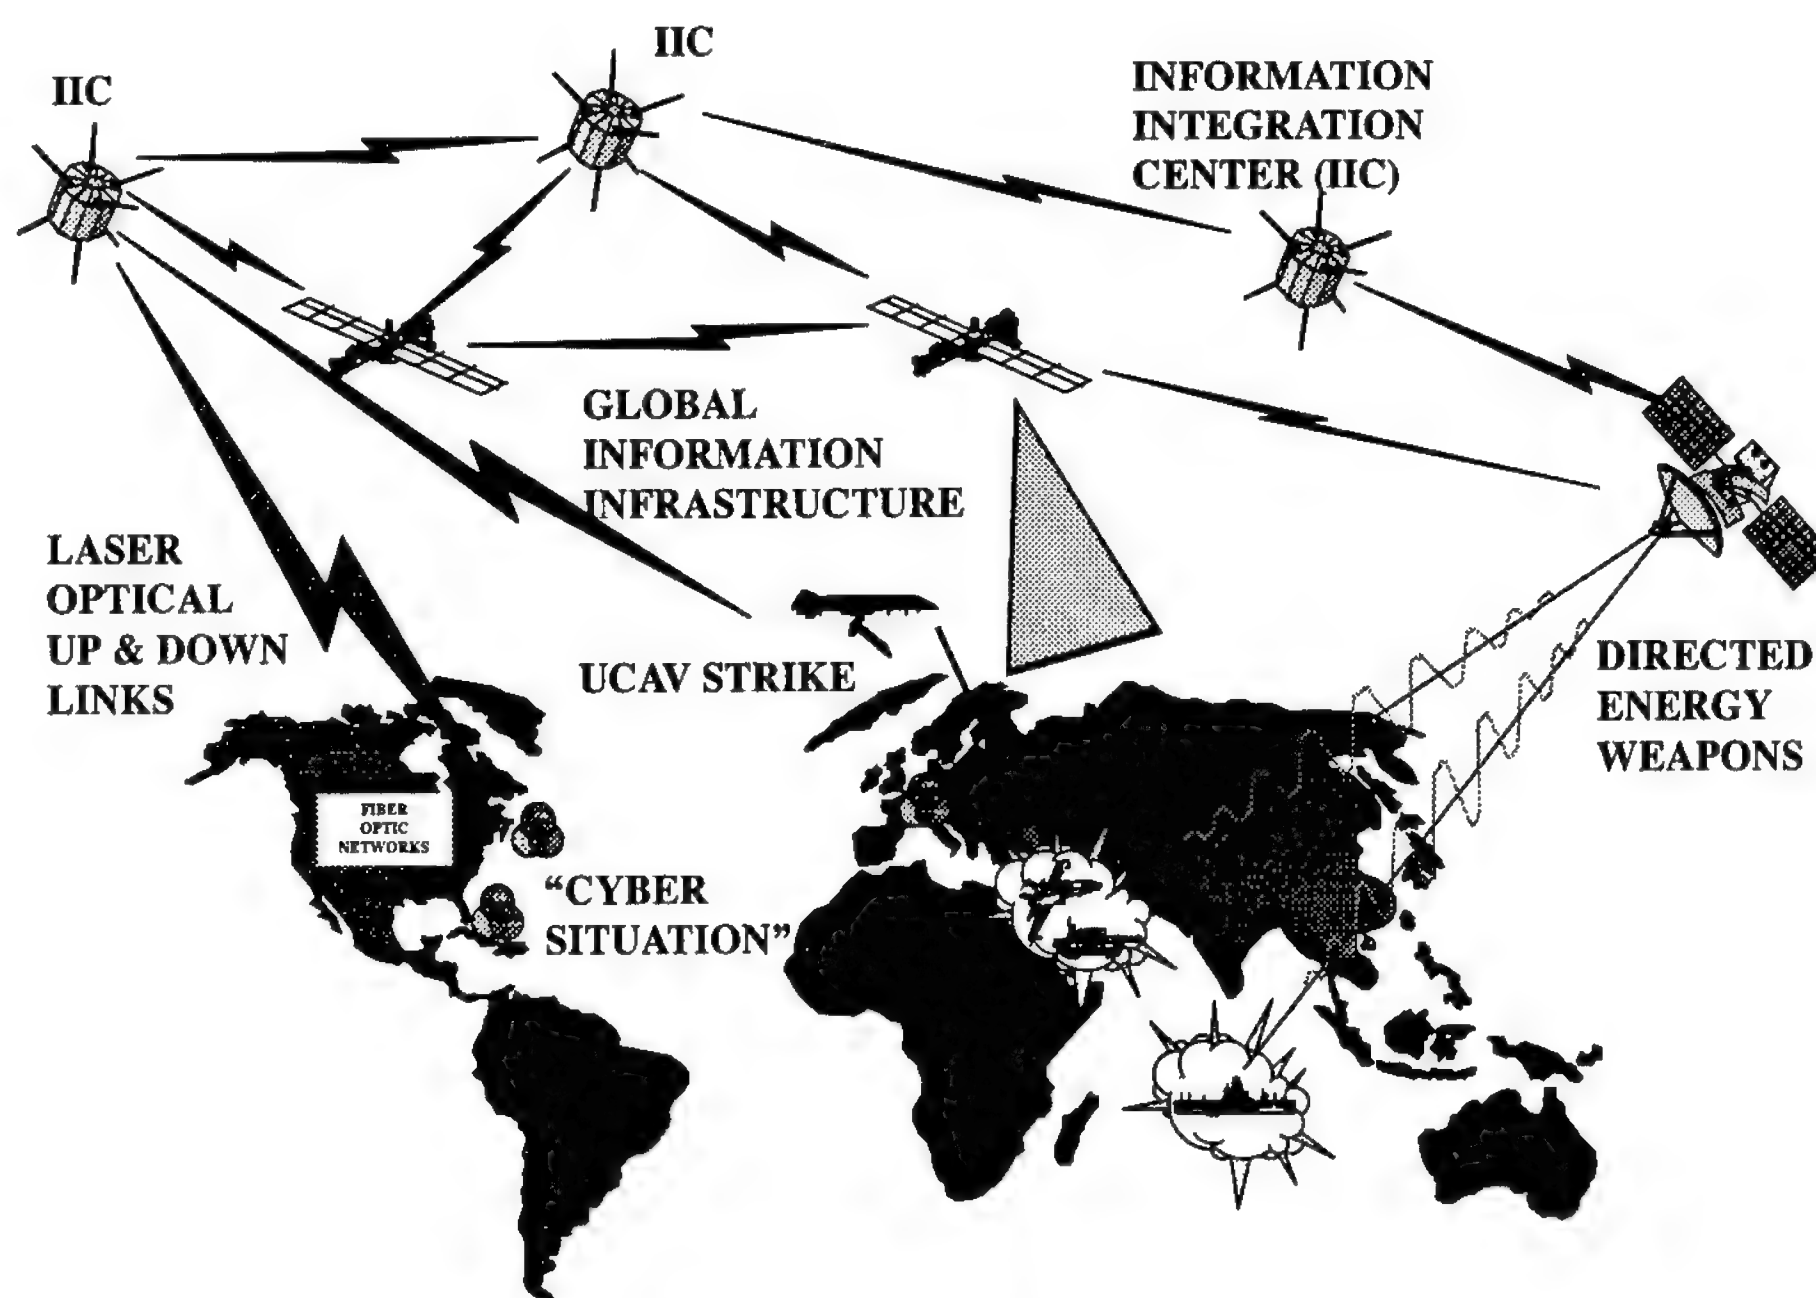 IIC
IIC
INFORMATION
INTEGRATION
CENTER (IIC)
GLOBAL
INFORMATION
INFRASTRUCTURE
LASER
OPTICAL
UP & DOWN
LINKS
UCAV STRIKE
DIRECTED
ENERGY
WEAPONS
FIBER
OPTIC
NETWORKS
“CYBER
SITUATION”